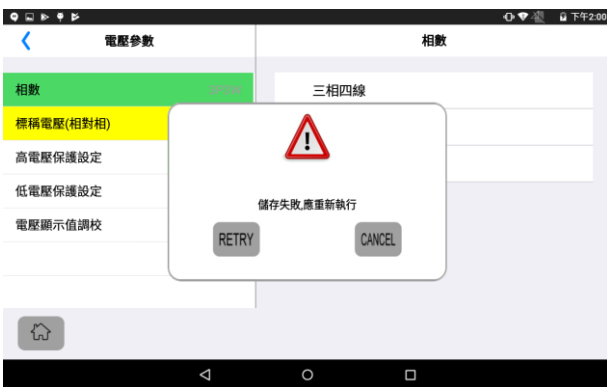 下午2:00
電壓參數
相數
相數
三相四線
標稱電壓(相對相)
高電壓保護設定
低電壓保護設定
電壓顯示值調校
儲存失敗,應重新執行
RETRY
CANCEL